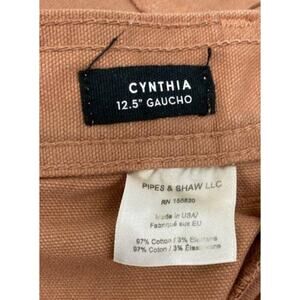 CYNTHIA
12.5" GAUCHO
PIPES & SHAW LLC
RN 155830
Made in USA/
Fabriqué aux EU
97% Cotton / 3% Elastane
97% Coton / 3% Élasthanne